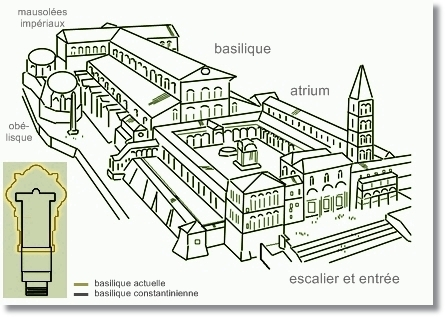 mausolées
impériaux
basilique
atrium
obé-
lisque
escalier et entrée
basilique actuelle
basilique constantinienne